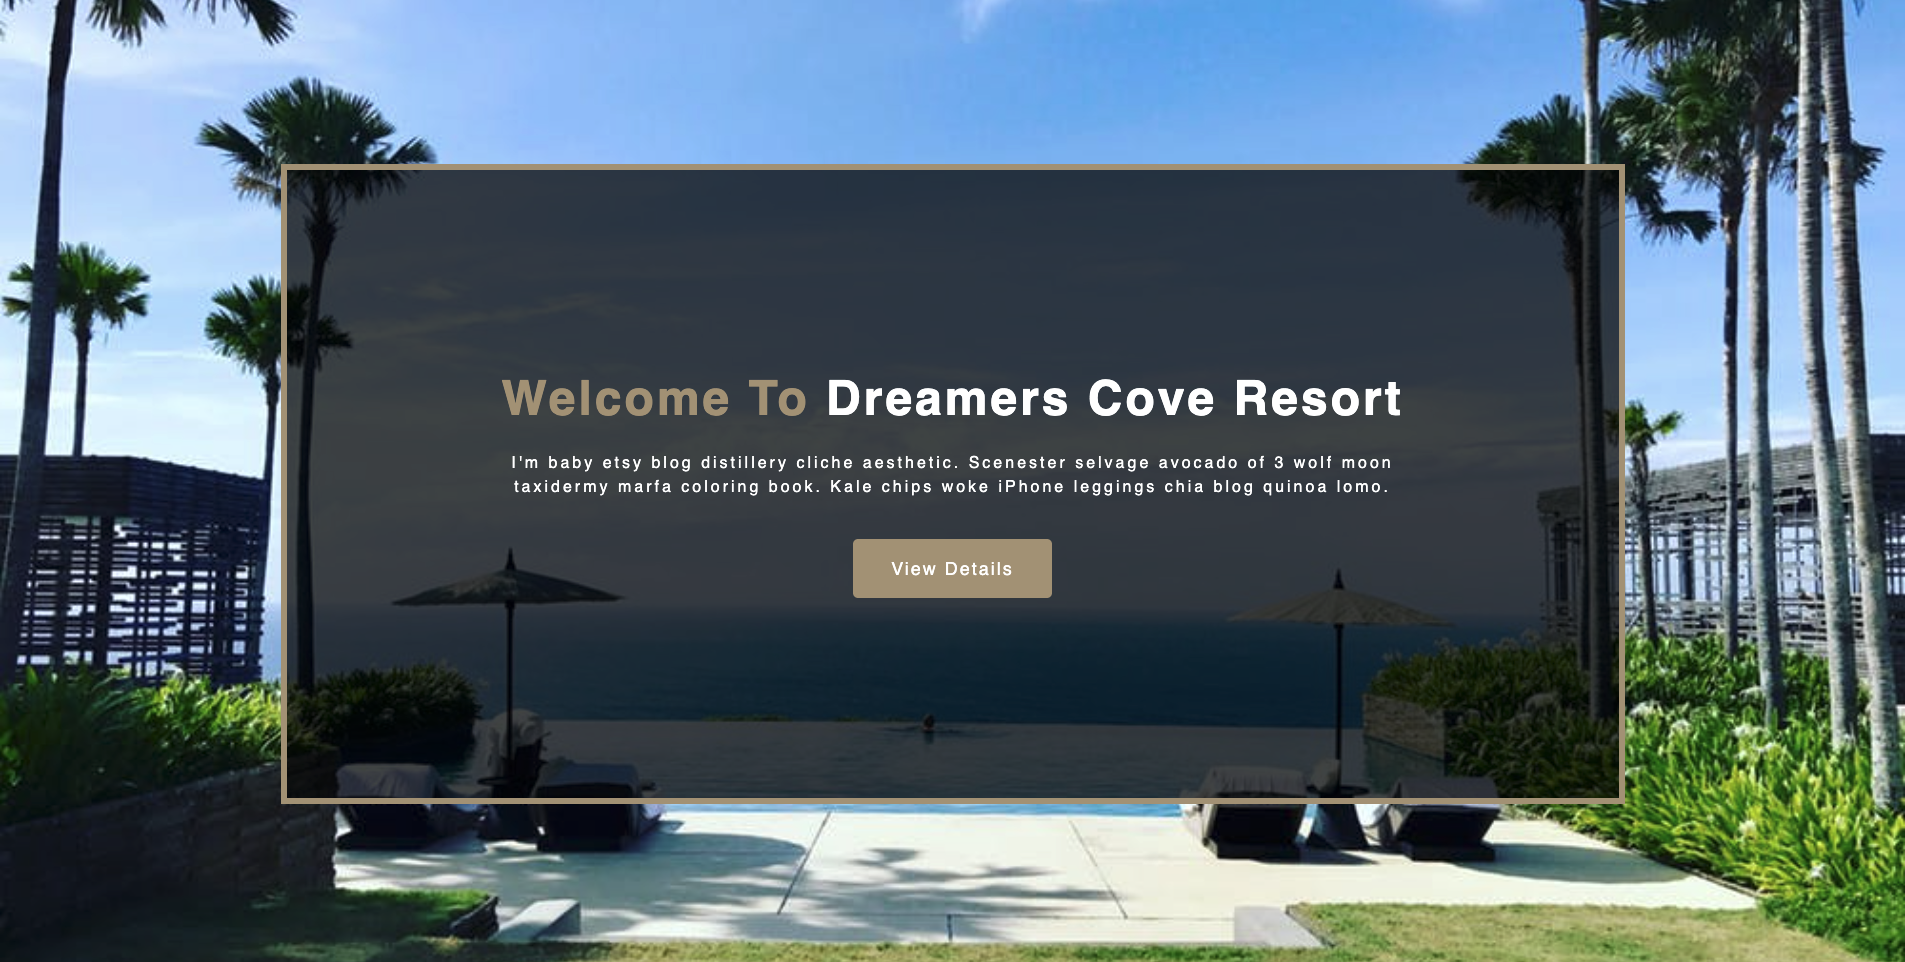 Welcome To Dreamers Cove Resort
I'm baby etsy blog distillery cliche aesthetic. Scenester selvage avocado of 3 wolf moon
taxidermy marfa coloring book. Kale chips woke iPhone leggings chia blog quinoa lomo.
View Details